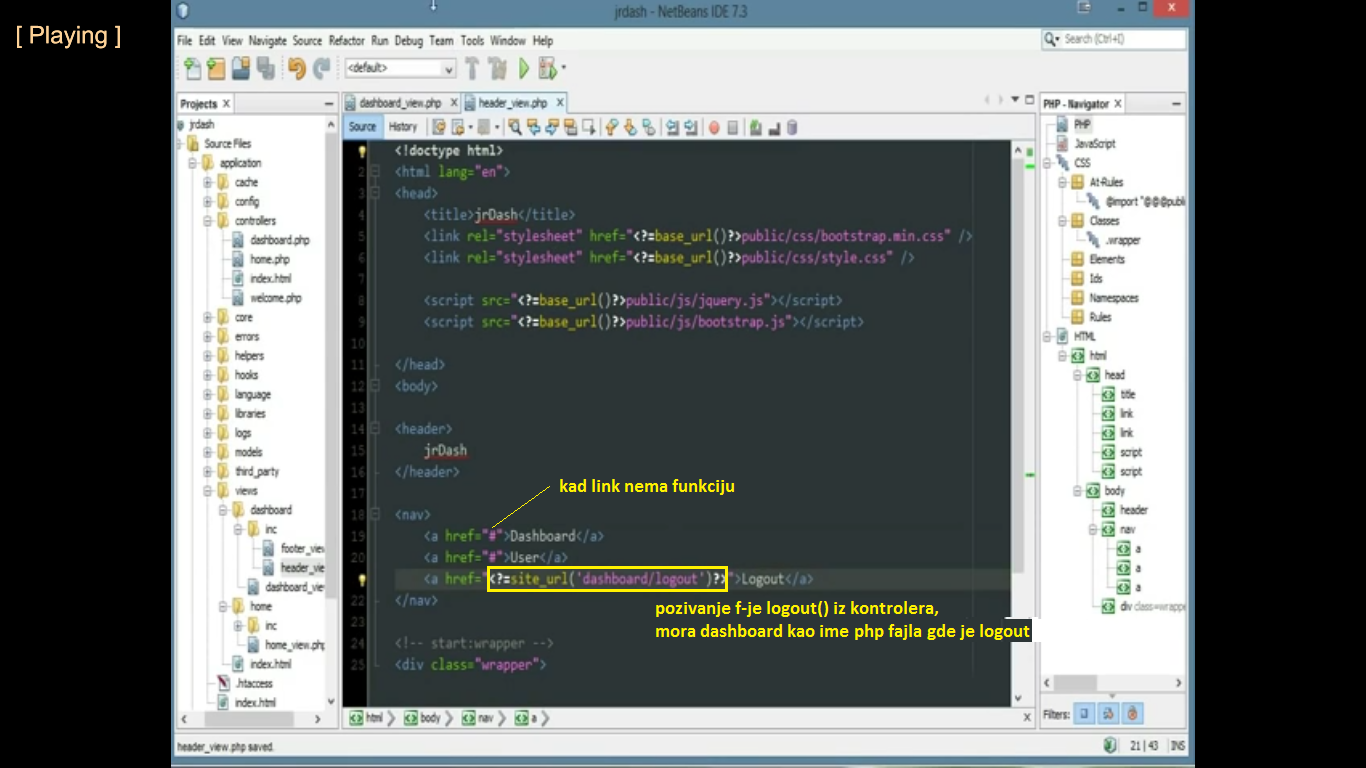 [ Playing ]
jrdash - NetBeans IDE 7.3
File Edit View Navigate Source Refactor Run Debug Team Tools Window Help
Search (Ctrl+I)
<default>
Projects
dashboard_view.php
header_view.php
PHP - Navigator
Source History
jrdash
Source Files
application
cache
config
controllers
dashboard.php
home.php
index.html
welcome.php
core
errors
helpers
hooks
language
libraries
logs
models
third_party
views
dashboard
inc
footer_view
header_vie
dashboard_view
home
inc
home_view.php
index.html
.htaccess
index.html
<!doctype html>
2 <html lang="en">
3 <head>
4 <title>jrDash</title>
5 <link rel="stylesheet" href="<?=base_url()?>public/css/bootstrap.min.css" />
6 <link rel="stylesheet" href="<?=base_url()?>public/css/style.css" />
7
8 <script src="<?=base_url()?>public/js/jquery.js"></script>
9 <script src="<?=base_url()?>public/js/bootstrap.js"></script>
10
11 </head>
12 <body>
13
14 <header>
15 jrDash
16 </header>
17
kad link nema funkciju
18 <nav>
19 <a href="#">Dashboard</a>
20 <a href="#">User</a>
<a href="<?=site_url('dashboard/logout')?>">Logout</a>
22 </nav>
pozivanje f-je logout() iz kontrolera,
mora dashboard kao ime php fajla gde je logout
23
24 <!-- start:wrapper -->
25 <div class="wrapper">
PHP
JavaScript
CSS
At-Rules
@import "@@@public
Classes
.wrapper
Elements
Ids
Namespaces
Rules
HTML
html
head
title
link
link
script
script
body
header
nav
a
a
a
div class=wrappe
html body nav a
Filters:
header_view.php saved.
21 | 43 INS